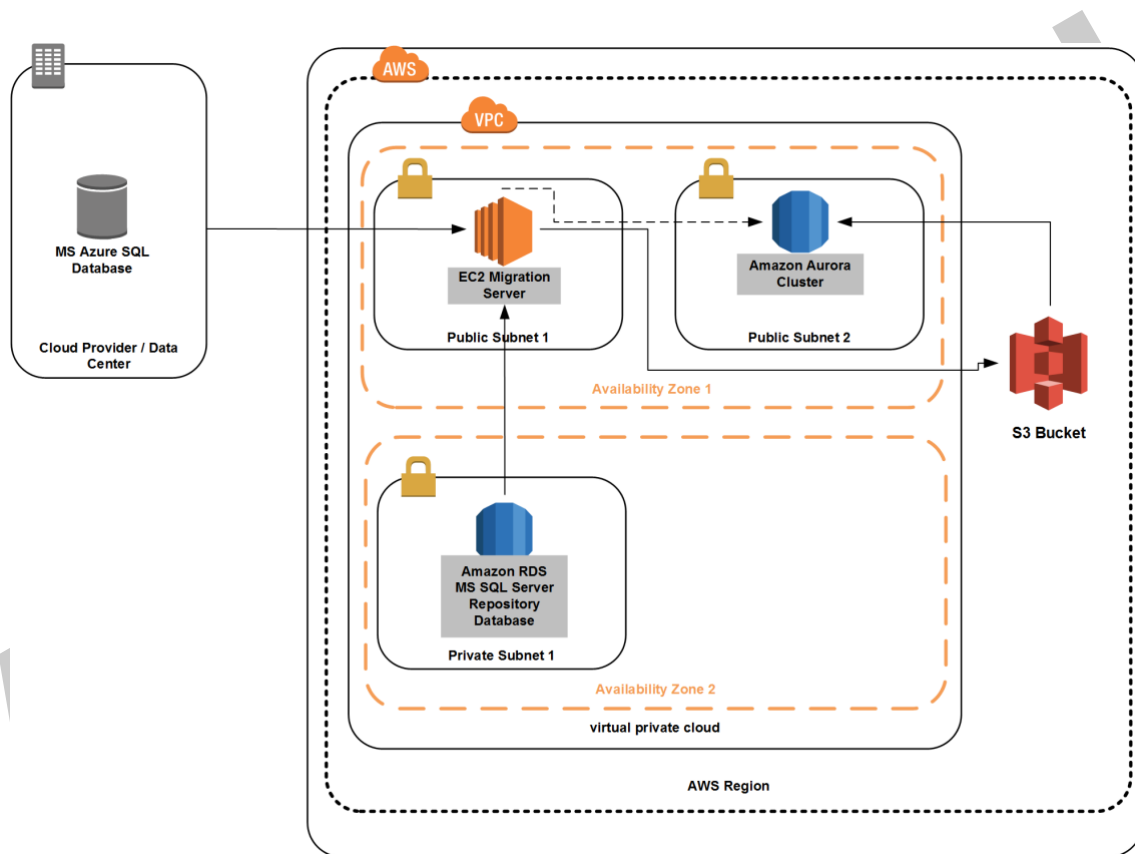 AWS
VPC
MS Azure SQL
Database
Cloud Provider / Data
Center
EC2 Migration
Server
Public Subnet 1
Amazon Aurora
Cluster
Public Subnet 2
Availability Zone 1
S3 Bucket
Amazon RDS
MS SQL Server
Repository
Database
Private Subnet 1
Availability Zone 2
virtual private cloud
AWS Region